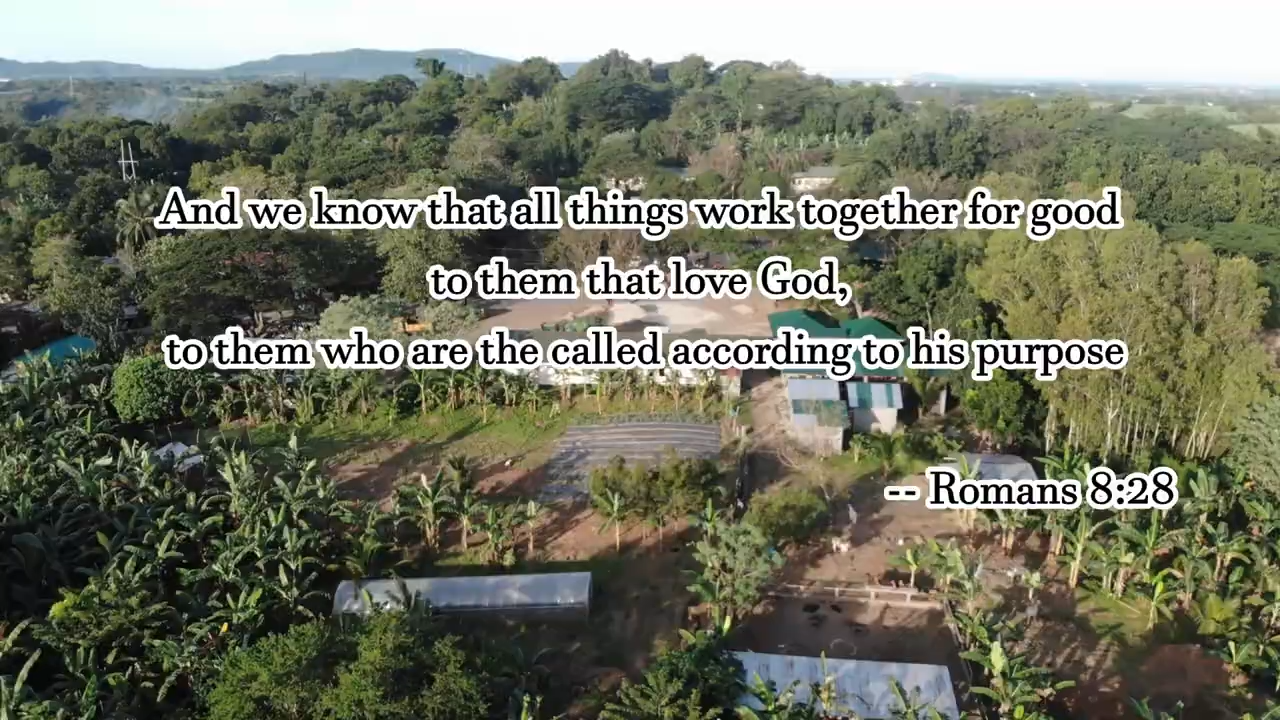 And we know that all things work together for good
to them that love God,
to them who are the called according to his purpose
-- Romans 8:28